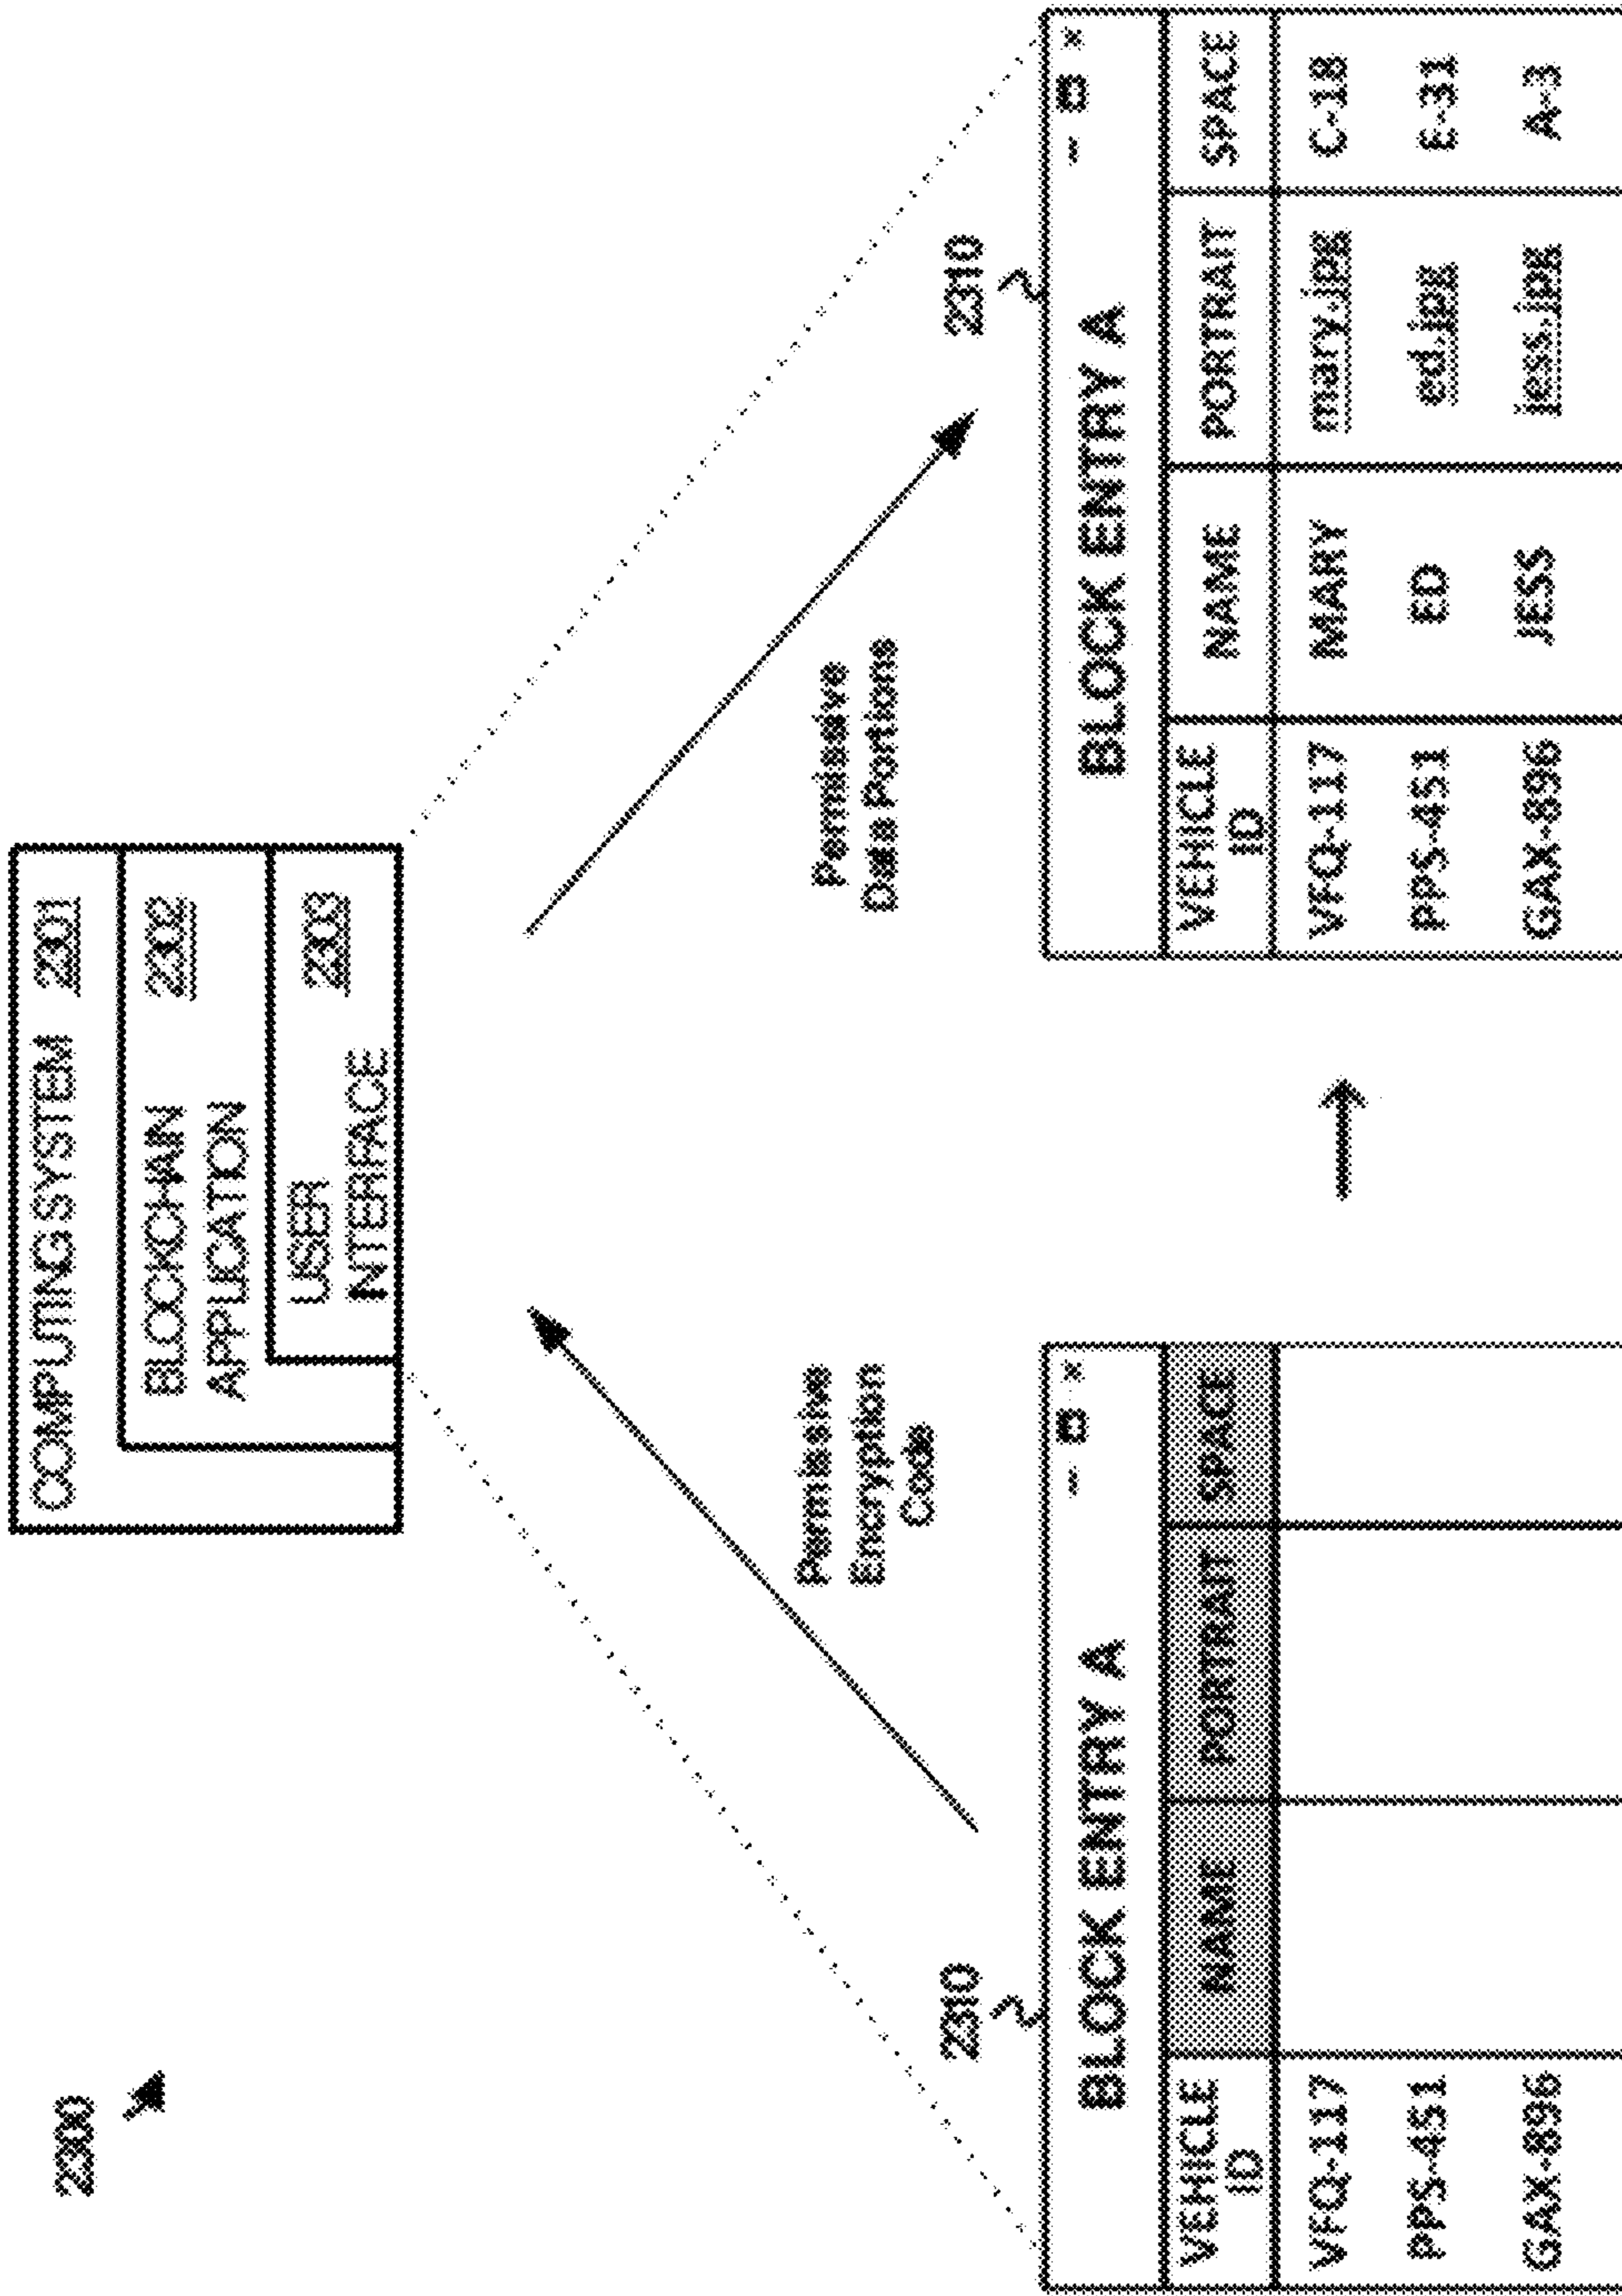 2300
COMPUTING SYSTEM 2301
BLOCKCHAIN 2302
APPLICATION
USER 2303
INTERFACE
Permissive
Encryption
Code
Permissive
Data Portions
2310
BLOCK ENTRY A - □ ×
VEHICLE ID NAME PORTRAIT SPACE
VFQ-117
PPS-451
GAX-896
2310
BLOCK ENTRY A - □ ×
VEHICLE ID NAME PORTRAIT SPACE
VFQ-117 MARY mary.jpg C-18
PPS-451 ED ed.jpg E-31
GAX-896 JESS jess.jpg A-3